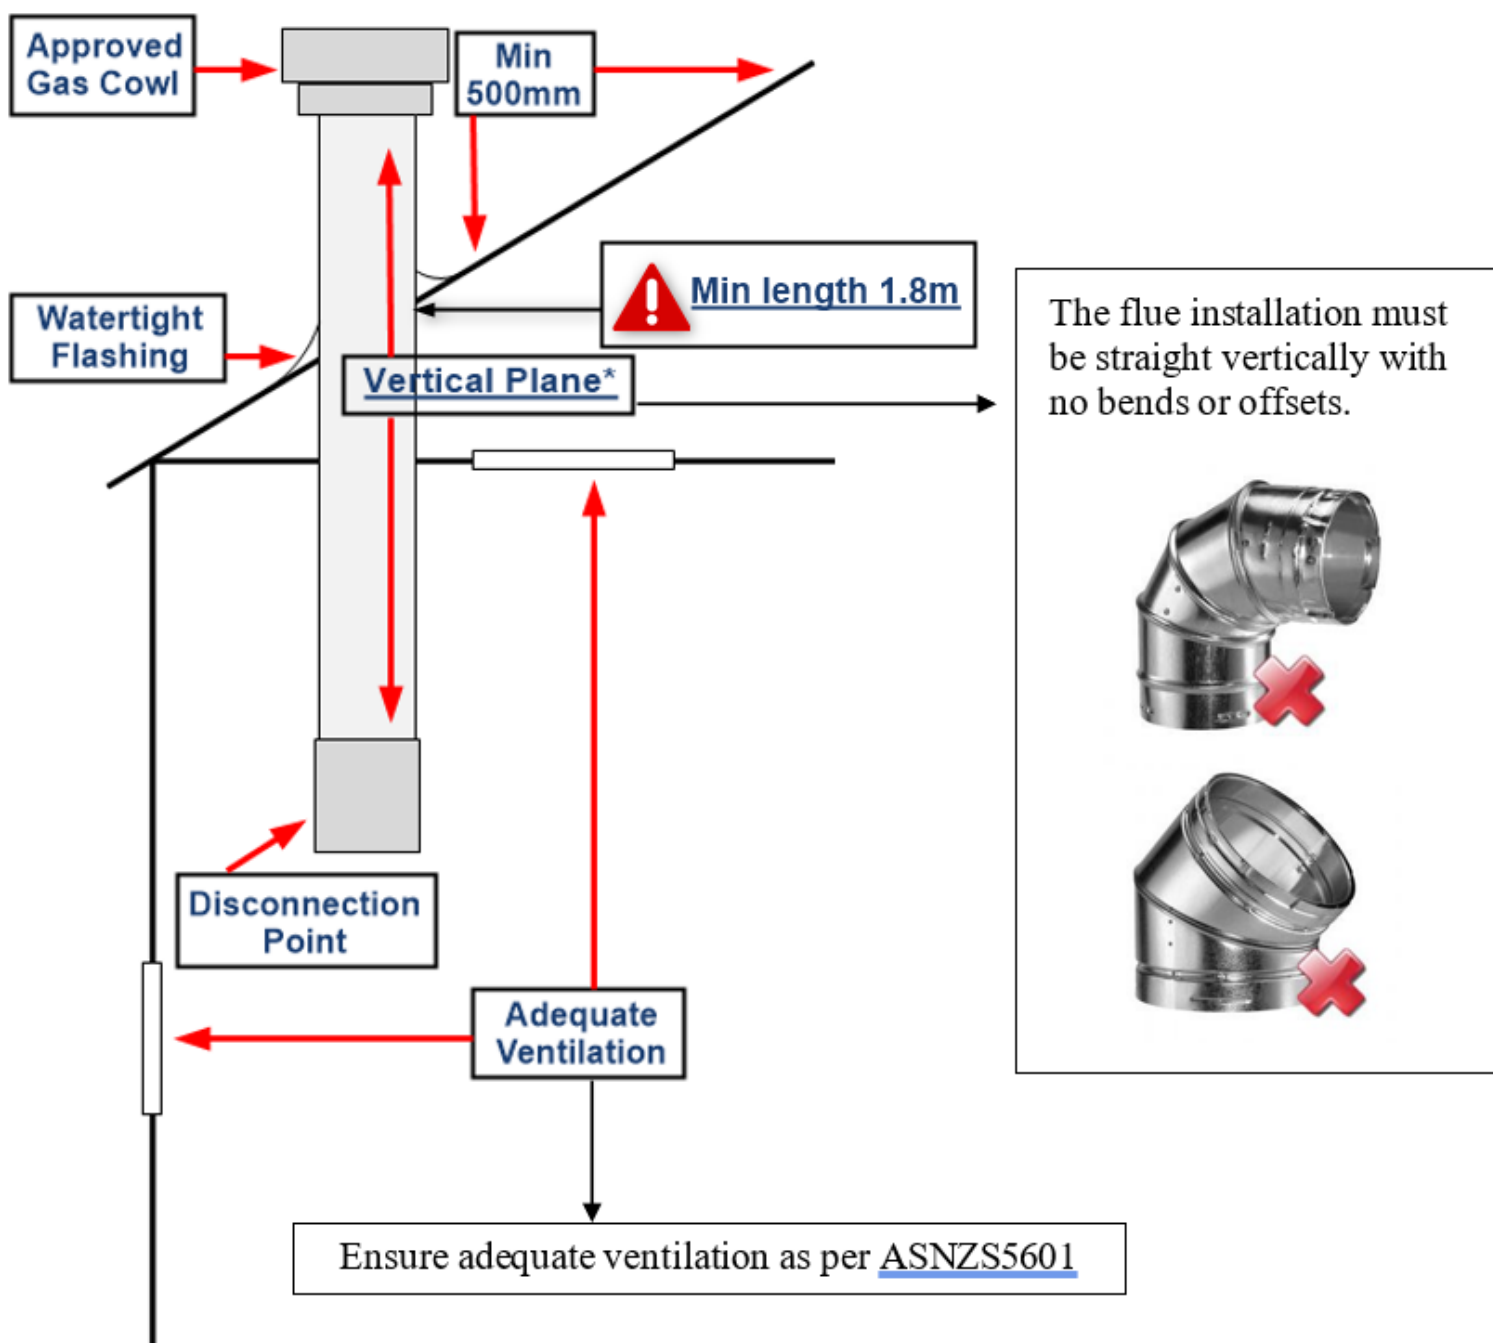 Approved
Gas Cowl
Min
500mm
Min length 1.8m
Watertight
Flashing
Vertical Plane*
The flue installation must
be straight vertically with
no bends or offsets.
Disconnection
Point
Adequate
Ventilation
Ensure adequate ventilation as per ASNZS5601